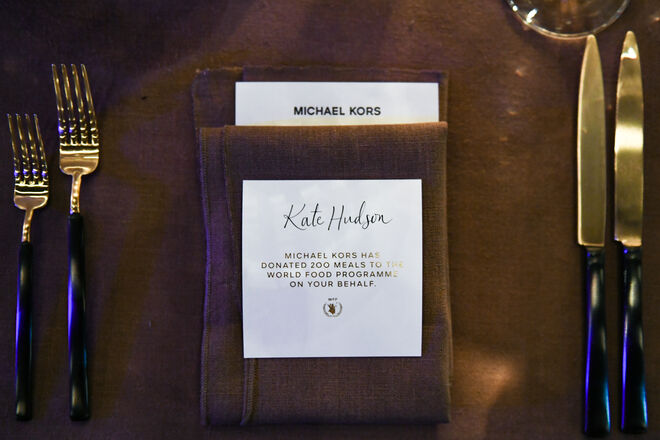 MICHAEL KORS
Kate Hudson
MICHAEL KORS HAS
DONATED 200 MEALS TO THE
WORLD FOOD PROGRAMME
ON YOUR BEHALF.
WFP